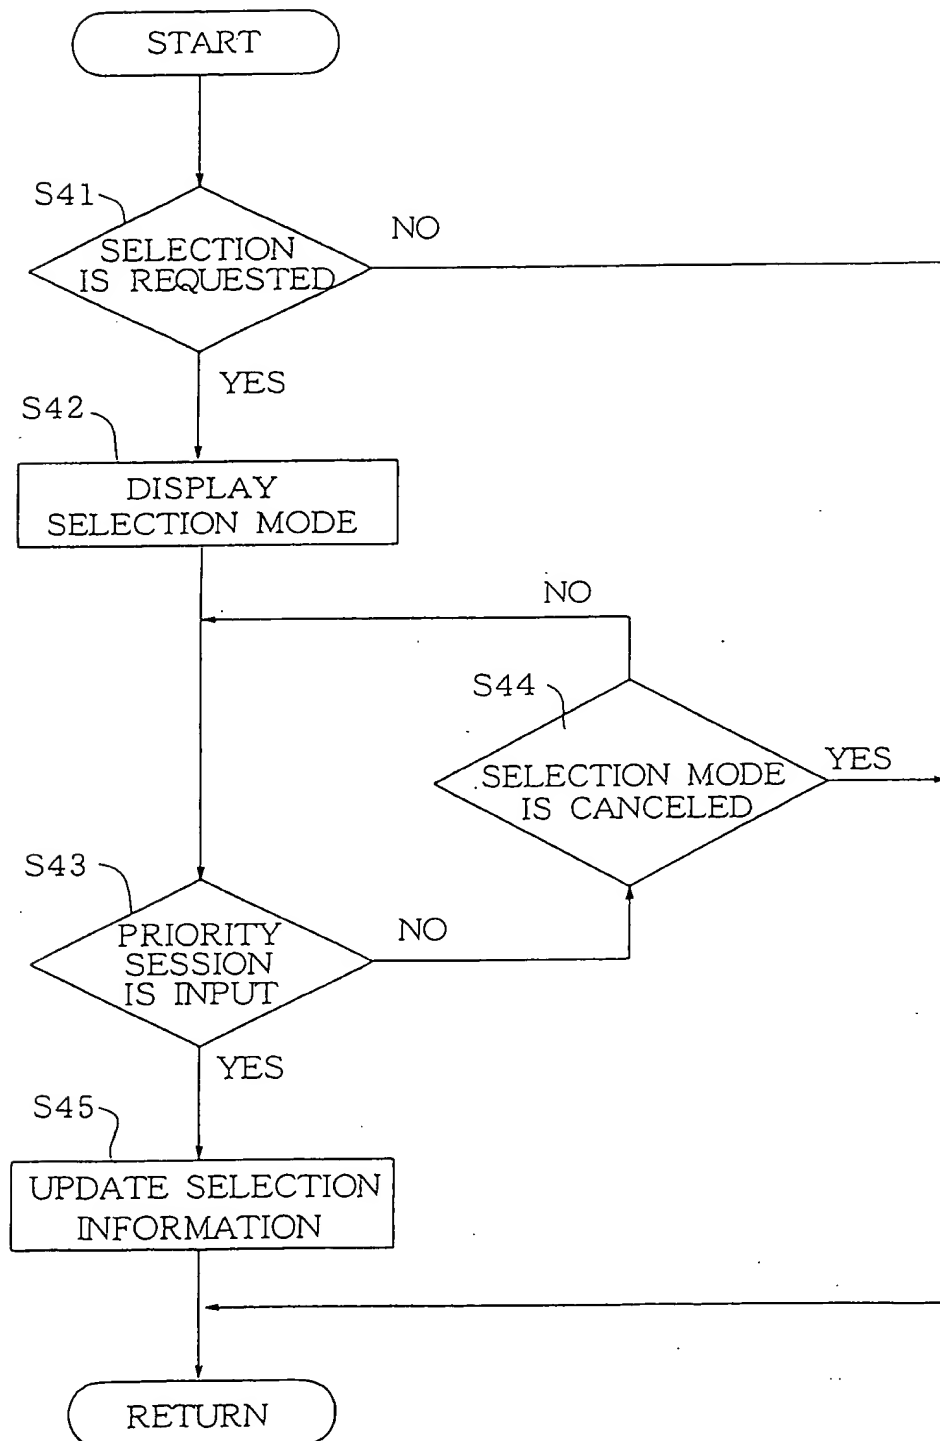 START
S41
NO
SELECTION
IS REQUESTED
YES
S42
DISPLAY
SELECTION MODE
NO
S44
SELECTION MODE
IS CANCELED
YES
S43
PRIORITY
SESSION
IS INPUT
NO
YES
S45
UPDATE SELECTION
INFORMATION
RETURN